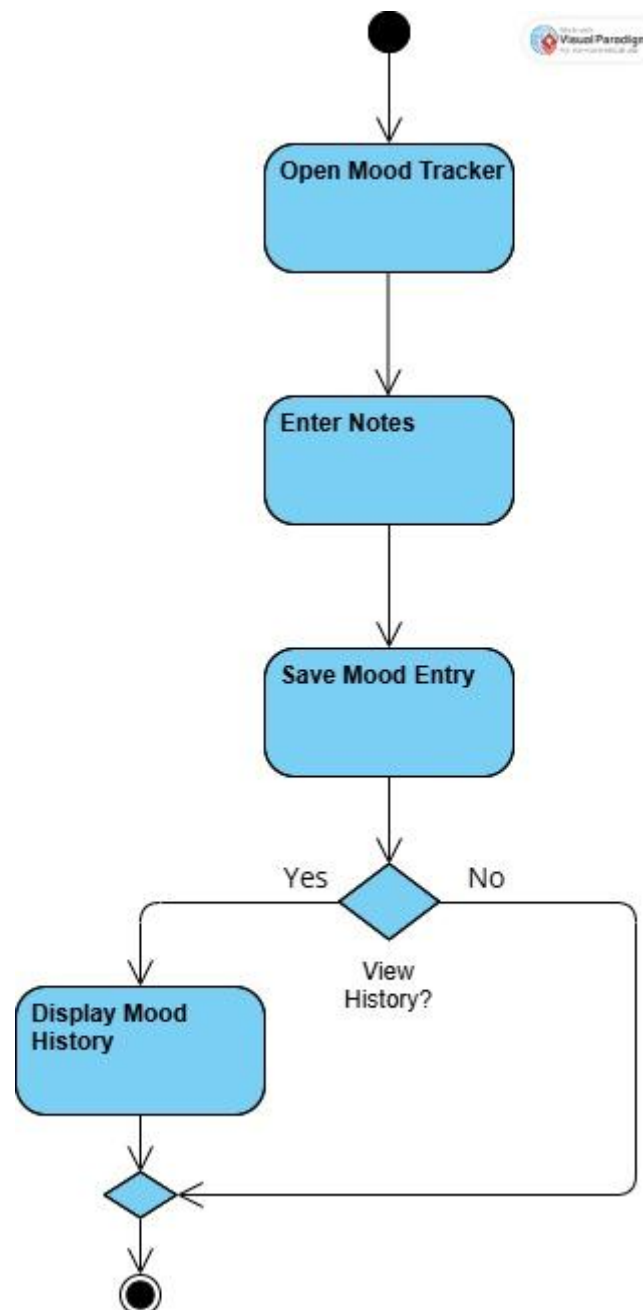 Visual Paradigm
Open Mood Tracker
Enter Notes
Save Mood Entry
Yes
No
View
History?
Display Mood
History